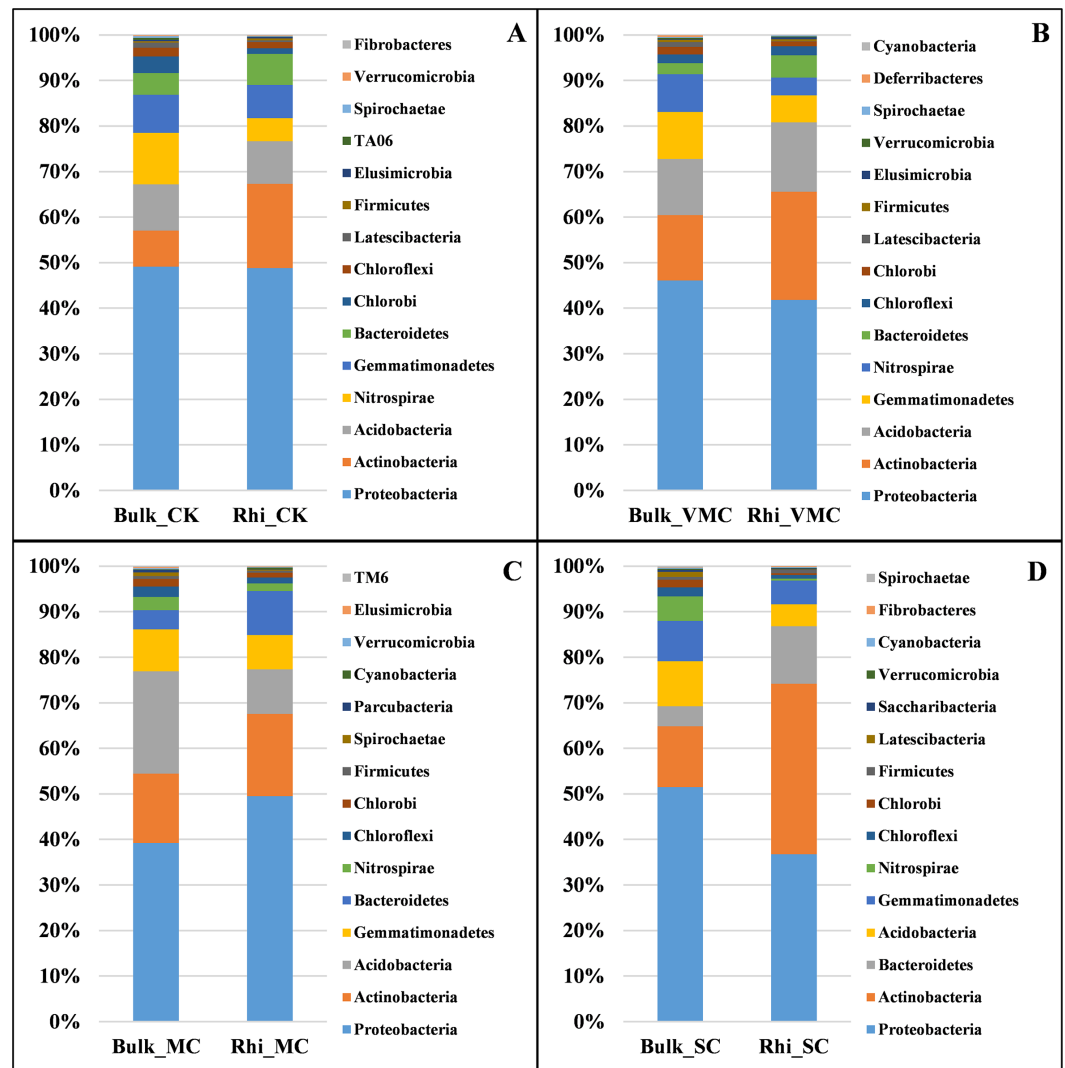 A
100%
90%
80%
70%
60%
50%
40%
30%
20%
10%
0%
Bulk_CK Rhi_CK
Fibrobacteres
Verrucomicrobia
Spirochaetae
TA06
Elusimicrobia
Firmicutes
Latescibacteria
Chloroflexi
Chlorobi
Bacteroidetes
Gemmatimonadetes
Nitrospirae
Acidobacteria
Actinobacteria
Proteobacteria
B
100%
90%
80%
70%
60%
50%
40%
30%
20%
10%
0%
Bulk_VMC Rhi_VMC
Cyanobacteria
Deferribacteres
Spirochaetae
Verrucomicrobia
Elusimicrobia
Firmicutes
Latescibacteria
Chlorobi
Chloroflexi
Bacteroidetes
Nitrospirae
Gemmatimonadetes
Acidobacteria
Actinobacteria
Proteobacteria
C
100%
90%
80%
70%
60%
50%
40%
30%
20%
10%
0%
Bulk_MC Rhi_MC
TM6
Elusimicrobia
Verrucomicrobia
Cyanobacteria
Parcubacteria
Spirochaetae
Firmicutes
Chlorobi
Chloroflexi
Nitrospirae
Bacteroidetes
Gemmatimonadetes
Acidobacteria
Actinobacteria
Proteobacteria
D
100%
90%
80%
70%
60%
50%
40%
30%
20%
10%
0%
Bulk_SC Rhi_SC
Spirochaetae
Fibrobacteres
Cyanobacteria
Verrucomicrobia
Saccharibacteria
Latescibacteria
Firmicutes
Chlorobi
Chloroflexi
Nitrospirae
Gemmatimonadetes
Acidobacteria
Bacteroidetes
Actinobacteria
Proteobacteria